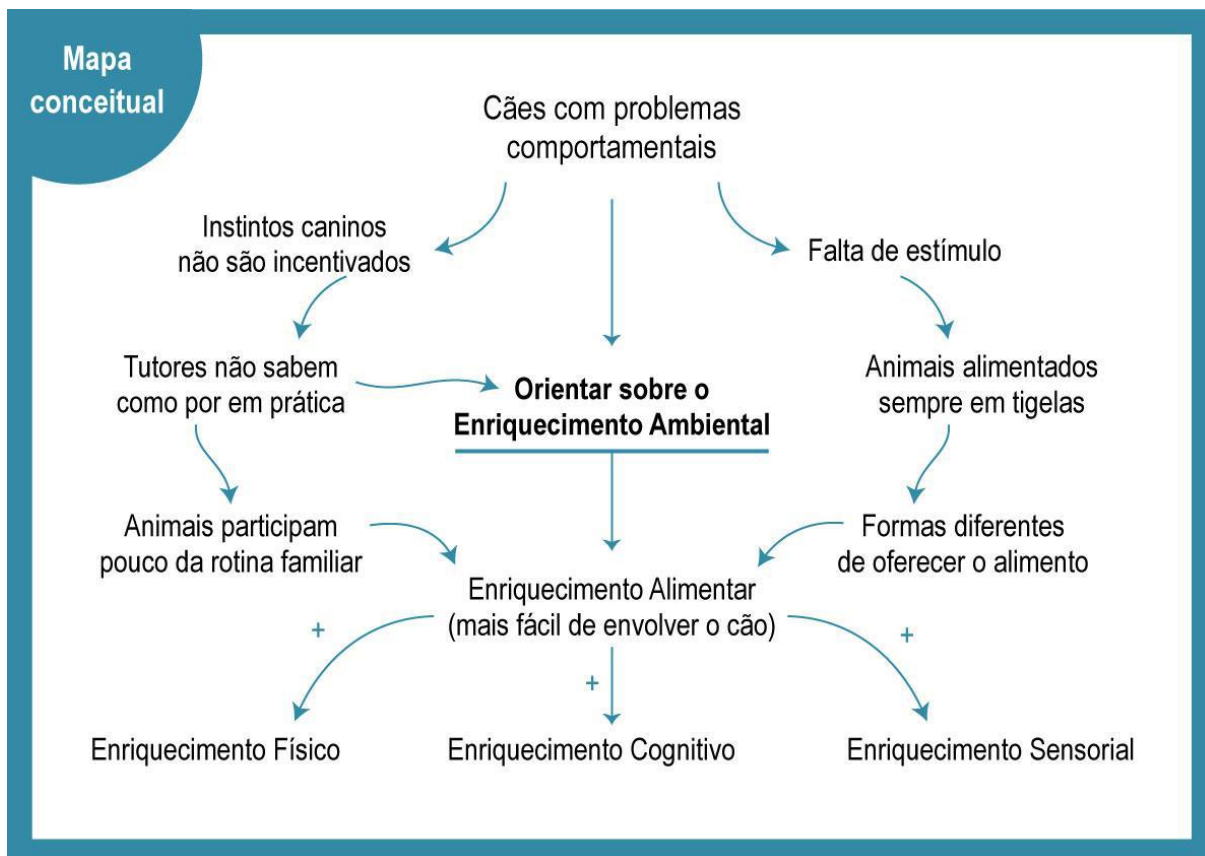 Mapa
conceitual
Cães com problemas
comportamentais
Instintos caninos
não são incentivados
Falta de estímulo
Tutores não sabem
como por em prática
Orientar sobre o
Enriquecimento Ambiental
Animais alimentados
sempre em tigelas
Animais participam
pouco da rotina familiar
Formas diferentes
de oferecer o alimento
Enriquecimento Alimentar
(mais fácil de envolver o cão)
+
+
+
Enriquecimento Físico
Enriquecimento Cognitivo
Enriquecimento Sensorial